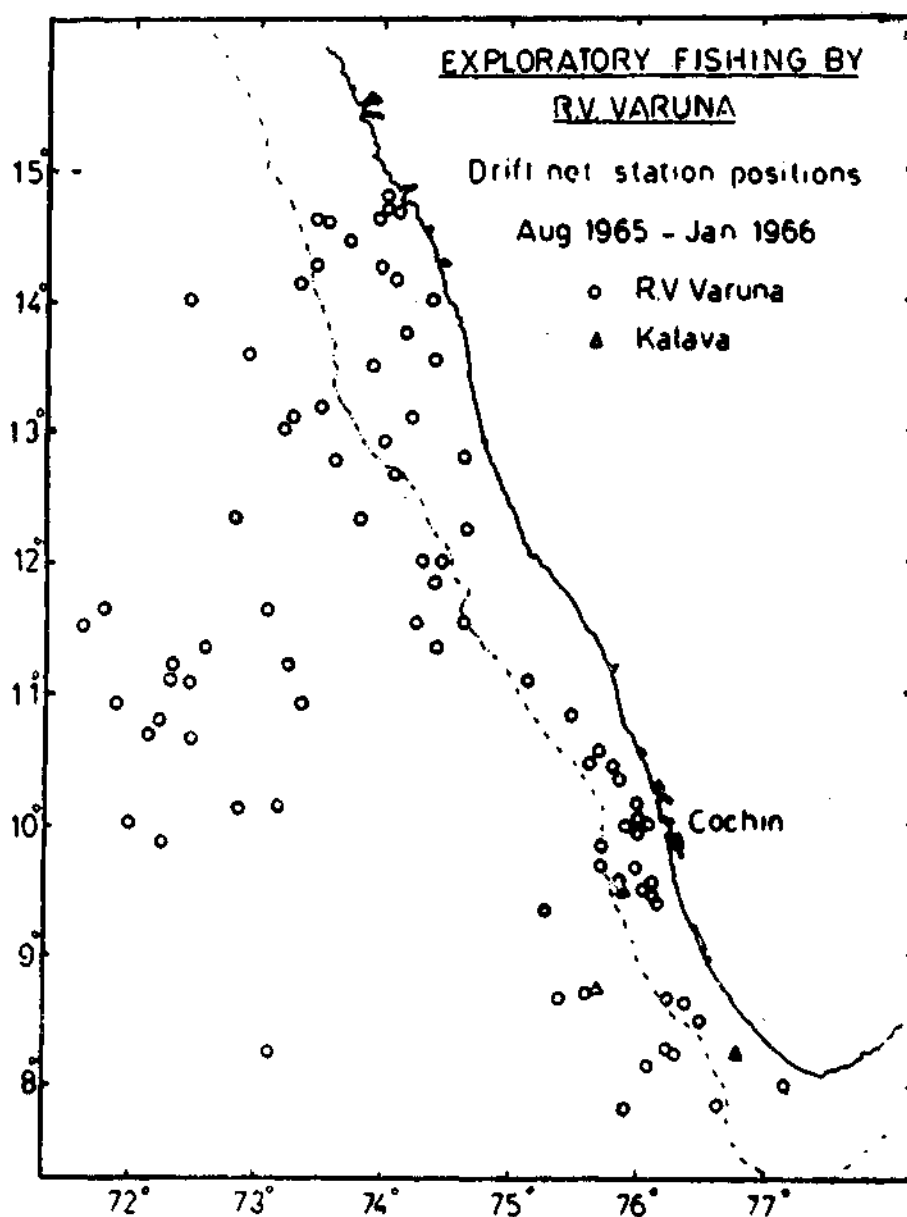 EXPLORATORY FISHING BY
R.V. VARUNA
Drift net station positions
Aug 1965 - Jan 1966
R.V Varuna
Kalava
15°
14°
13°
12°
11°
10°
9°
8°
Cochin
72°
73°
74°
75°
76°
77°